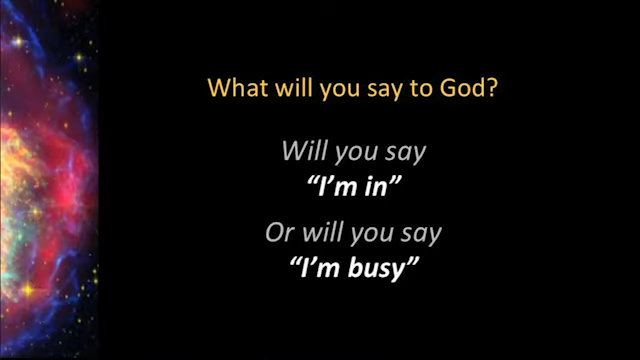 What will you say to God?
Will you say
“I’m in”
Or will you say
“I’m busy”